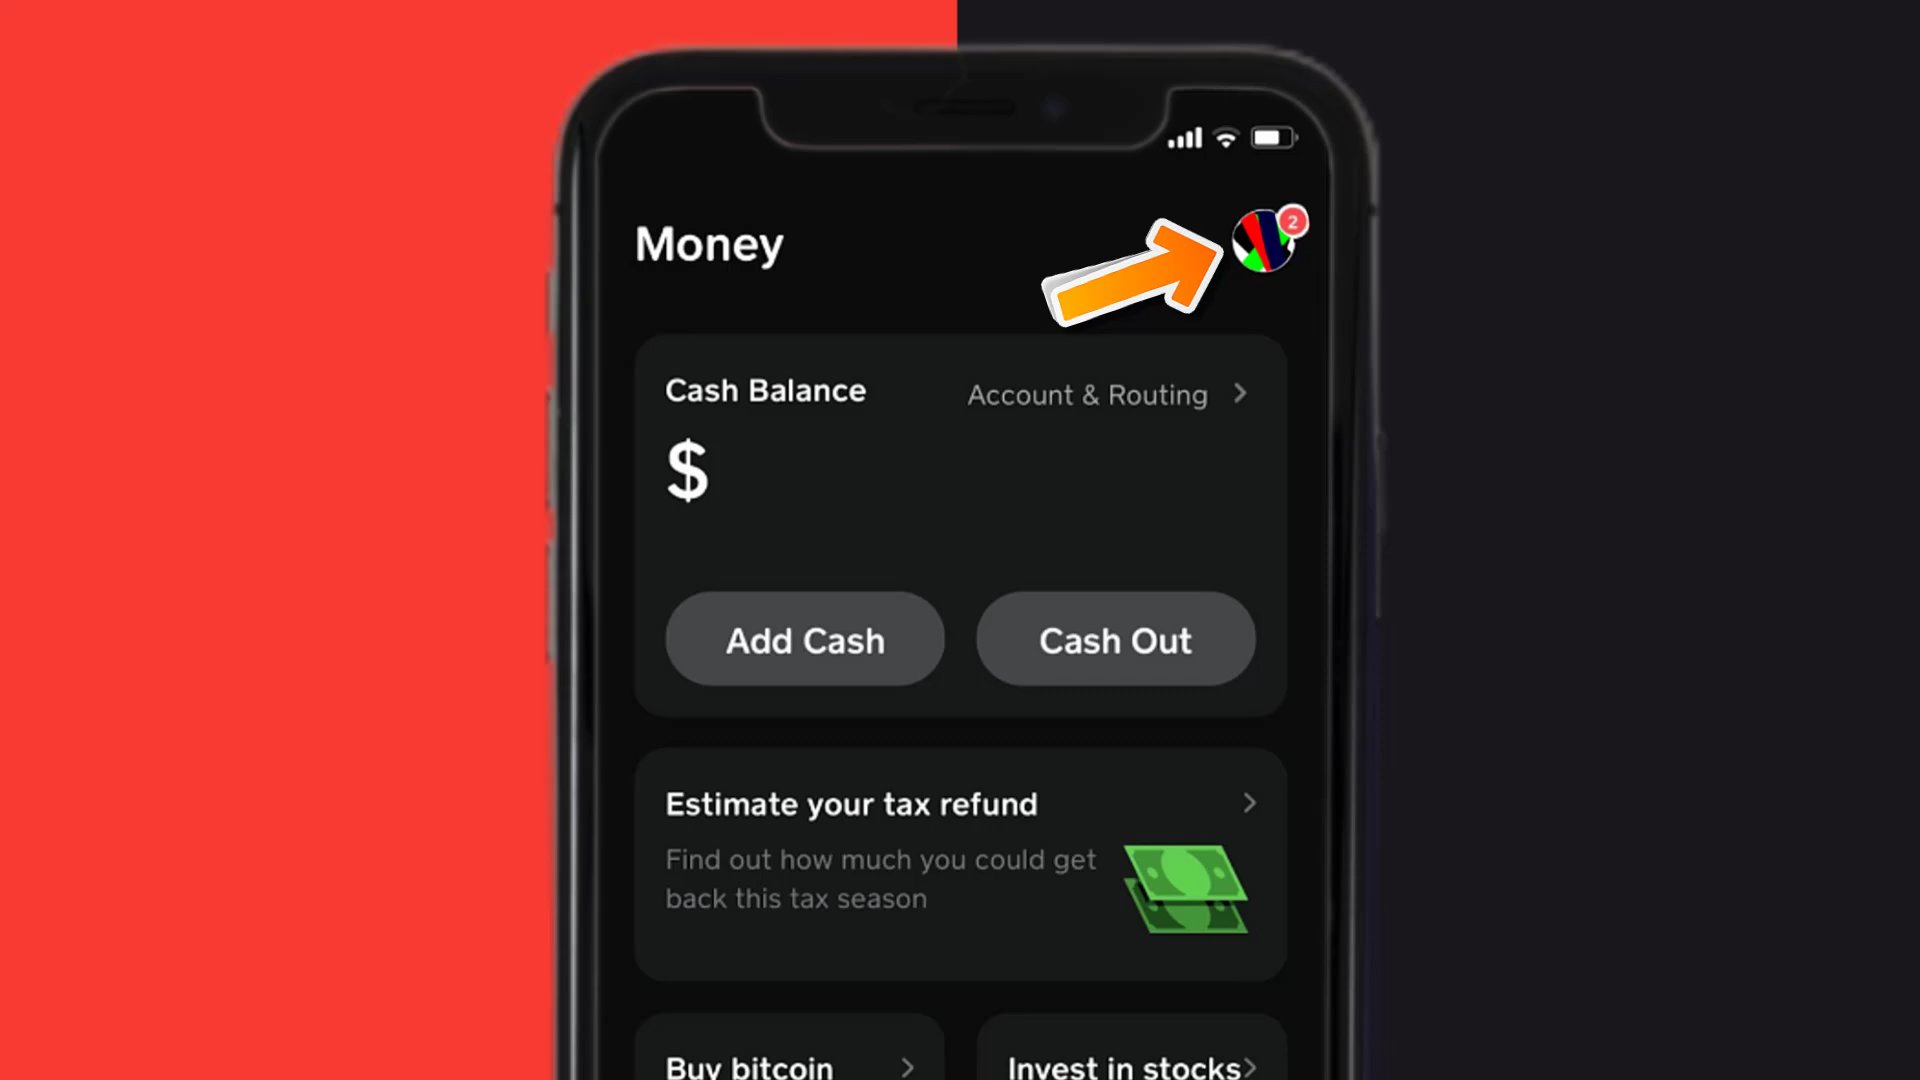 Money
2
Cash Balance
Account & Routing
$
Add Cash
Cash Out
Estimate your tax refund
Find out how much you could get
back this tax season
Buy bitcoin
Invest in stocks